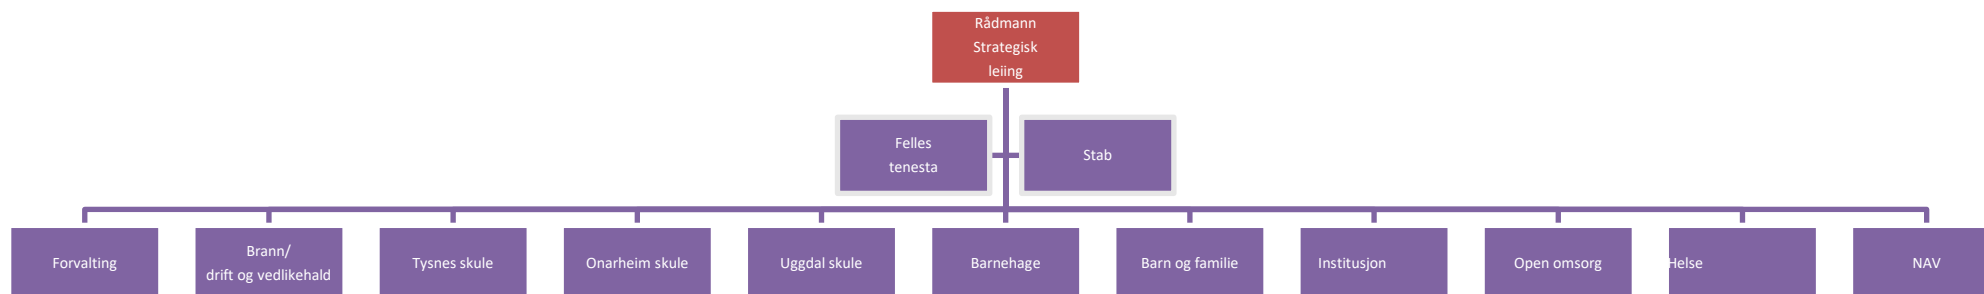 Rådmann
Strategisk
leiing
Felles
tenesta
Stab
Forvalting
Brann/
drift og vedlikehald
Tysnes skule
Onarheim skule
Uggdal skule
Barnehage
Barn og familie
Institusjon
Open omsorg
Helse
NAV